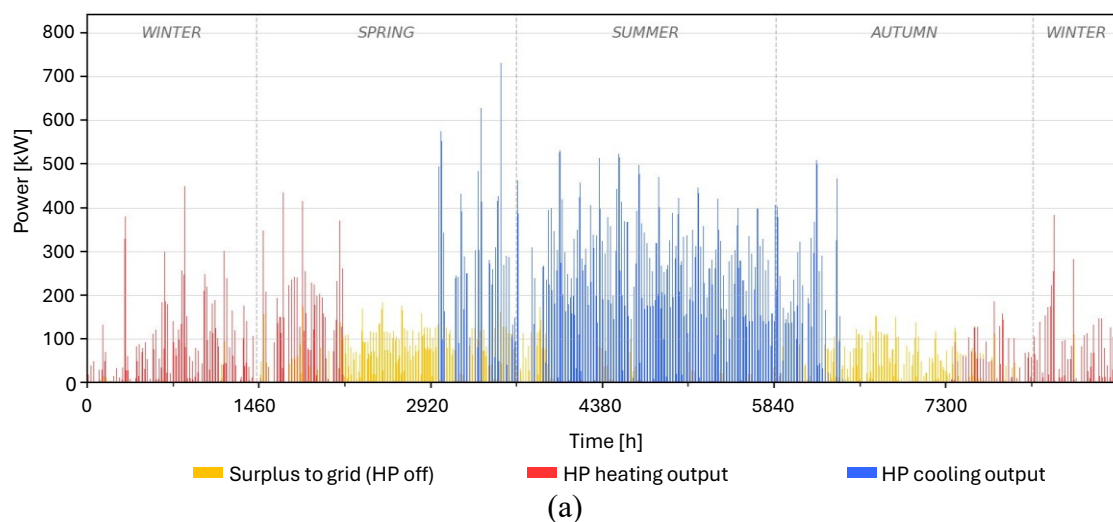 WINTER SPRING SUMMER AUTUMN WINTER
800
700
600
500
400
300
200
100
0
Power [kW]
0 1460 2920 4380 5840 7300
Time [h]
Surplus to grid (HP off) HP heating output HP cooling output
(a)